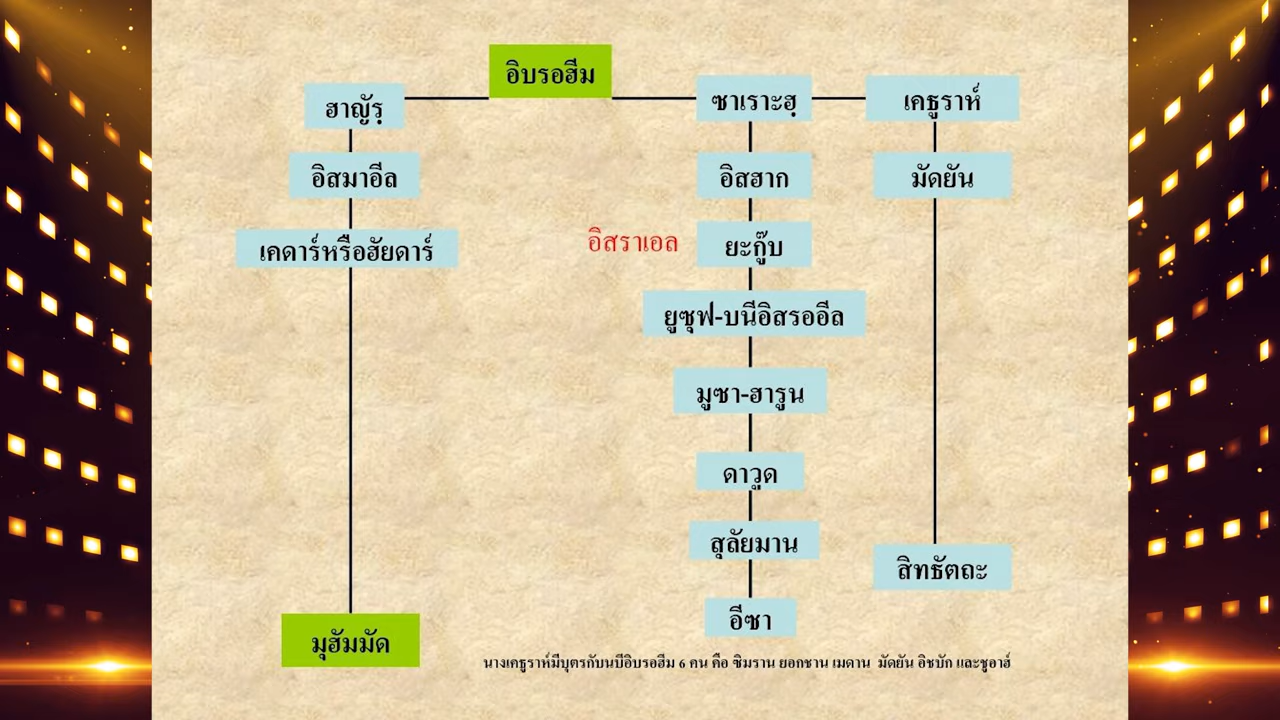 อิบรอฮีม
ฮาญัรฺ
ซาเราะฮฺ
เคธูราห์
อิสมาอีล
อิสฮาก
มัดยัน
เคดาร์หรือฮัยดาร์
อิสราเอล
ยะกู๊บ
ยูซุฟ-บนีอิสรออีล
มูซา-ฮารูน
ดาวูด
สุลัยมาน
สิทธัตถะ
อีซา
มุฮัมมัด
นางเคธูราห์มีบุตรกับนบีอิบรอฮีม 6 คน คือ ซิมราน ยอกชาน เมดาน มัดยัน อิชบัก และชูอาฮ์